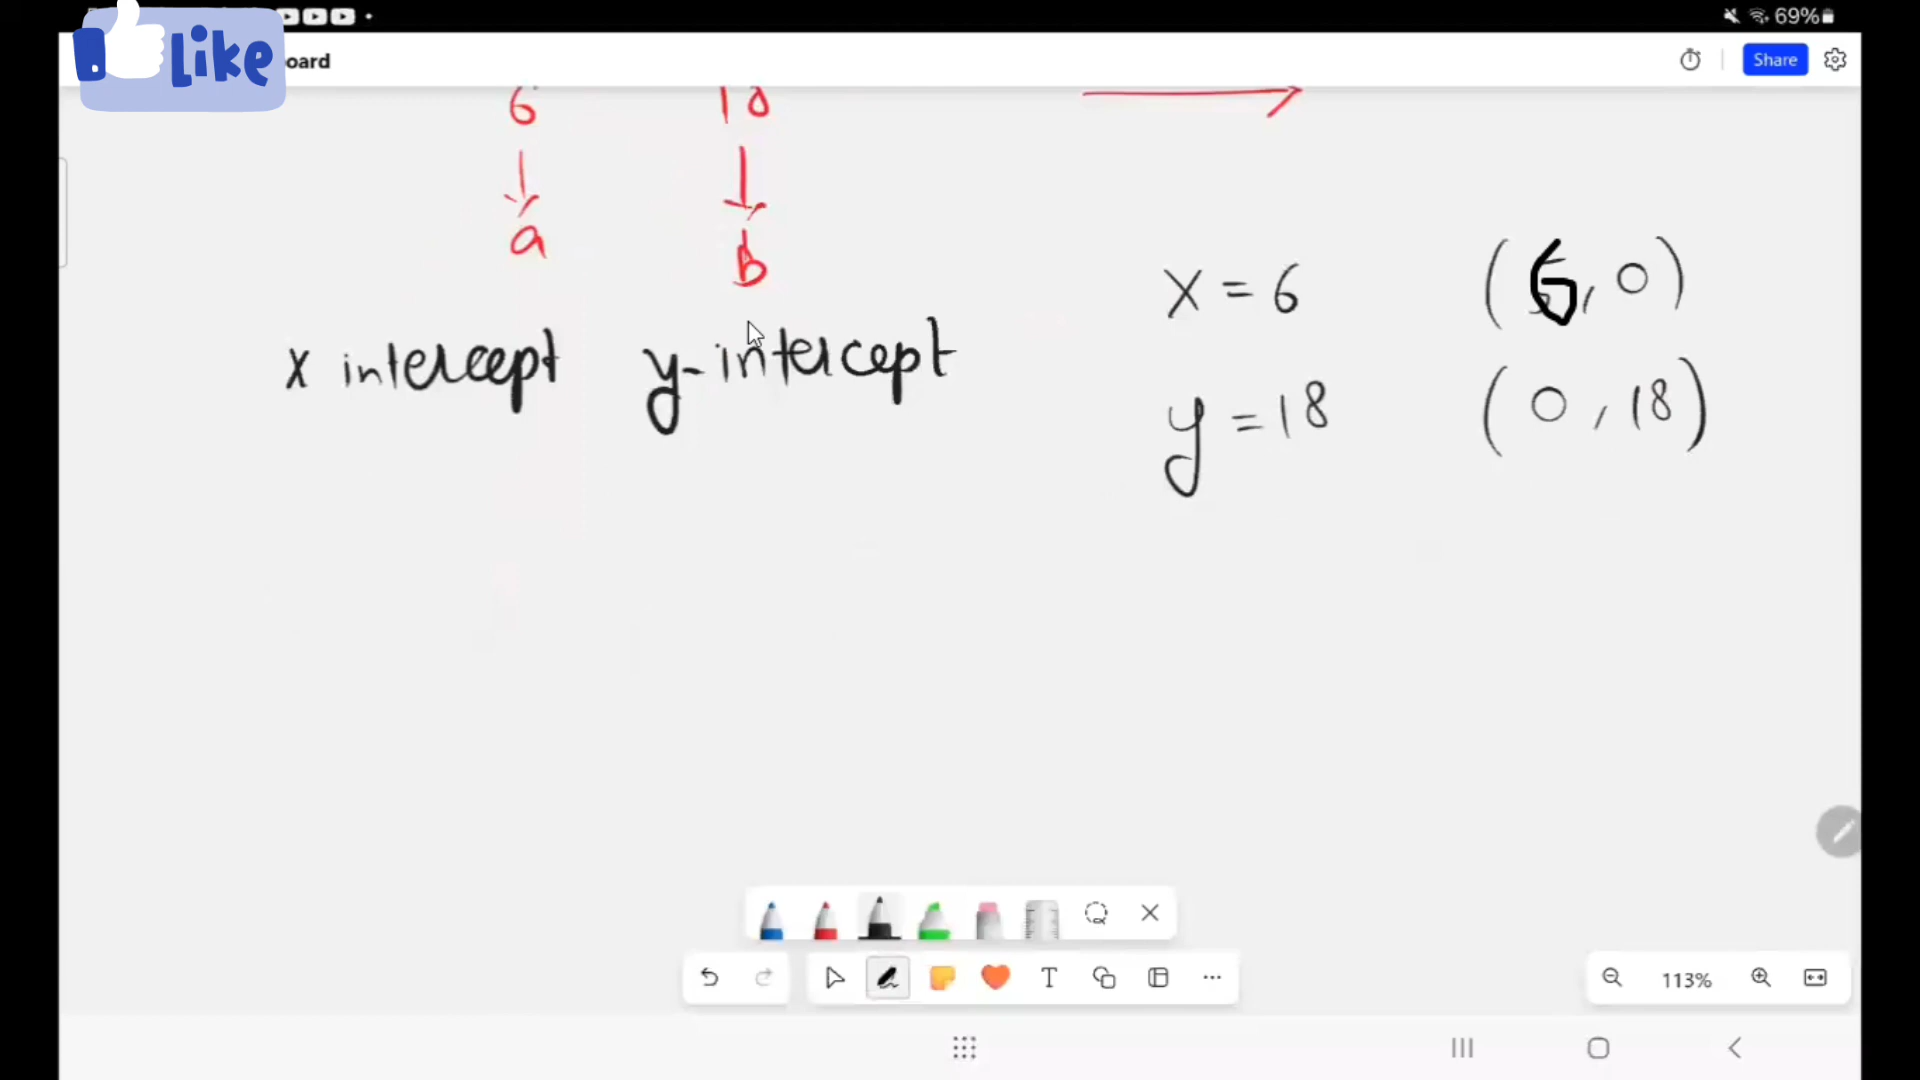 69%
Like
oard
Share
6 18
a b
x = 6 (6, 0)
x intercept y-intercept
y = 18 (0, 18)
T
113%